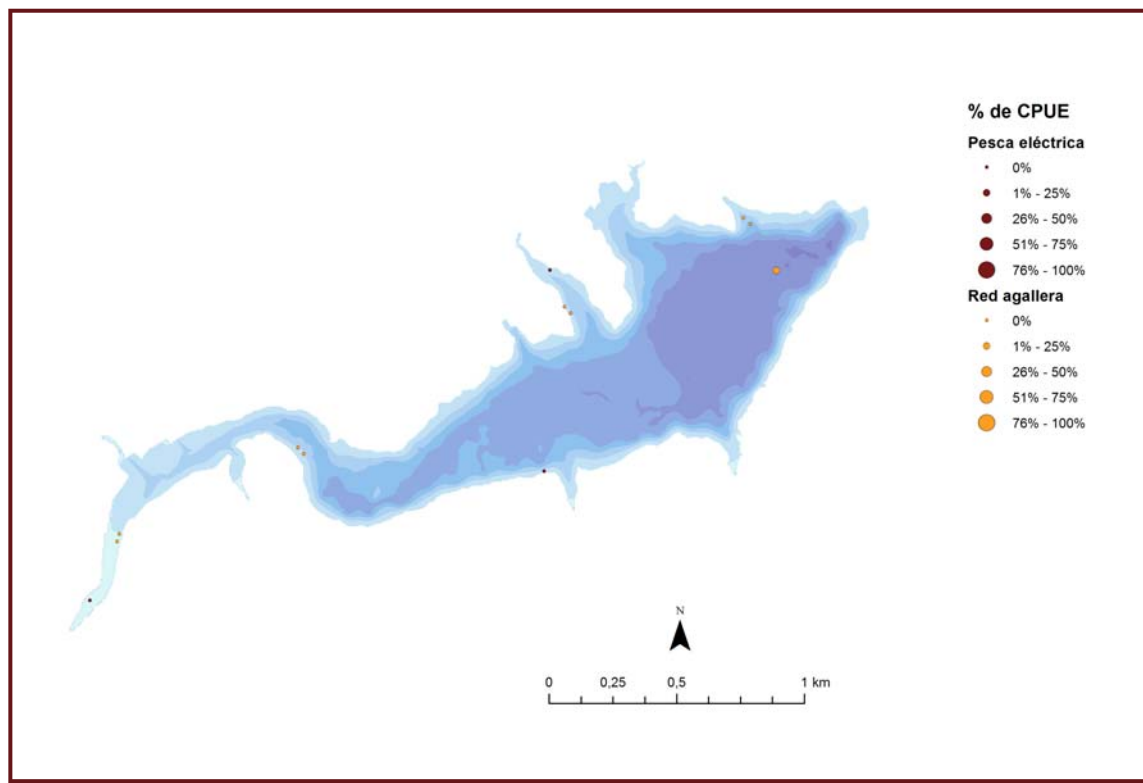 % de CPUE
Pesca eléctrica
0%
1% - 25%
26% - 50%
51% - 75%
76% - 100%
Red agallera
0%
1% - 25%
26% - 50%
51% - 75%
76% - 100%
N
0 0,25 0,5 1 km